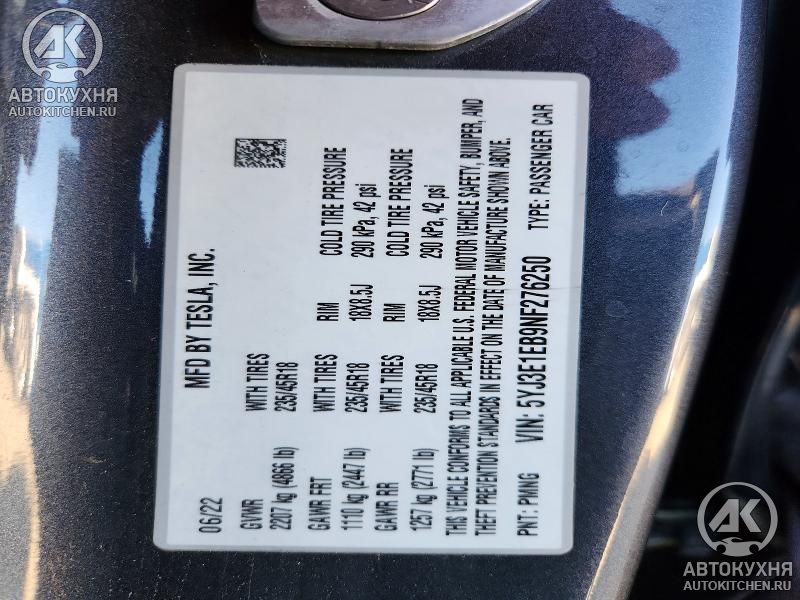 АК
АВТОКУХНЯ
AUTOKITCHEN.RU
MFD BY TESLA, INC.
06/22
GVWR WITH TIRES RIM COLD TIRE PRESSURE
2207 kg (4866 lb) 235/45R18 18X8.5J 290 kPa, 42 psi
GAWR FRT WITH TIRES RIM COLD TIRE PRESSURE
1110 kg (2447 lb) 235/45R18 18X8.5J 290 kPa, 42 psi
GAWR RR WITH TIRES
1257 kg (2771 lb) 235/45R18
THIS VEHICLE CONFORMS TO ALL APPLICABLE U.S. FEDERAL MOTOR VEHICLE SAFETY, BUMPER, AND
THEFT PREVENTION STANDARDS IN EFFECT ON THE DATE OF MANUFACTURE SHOWN ABOVE.
PNT: PMNG VIN: 5YJ3E1EB9NF276250 TYPE: PASSENGER CAR
АК
АВТОКУХНЯ
AUTOKITCHEN.RU